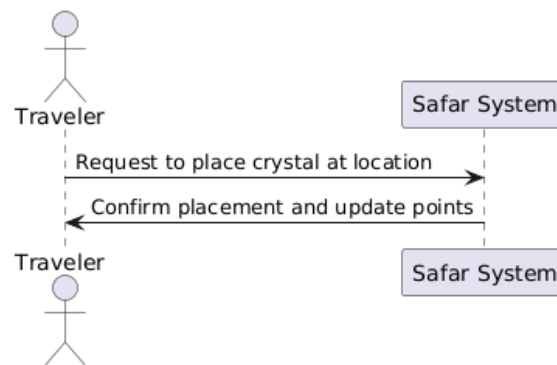 Traveler
Safar System
Request to place crystal at location
Confirm placement and update points
Traveler
Safar System